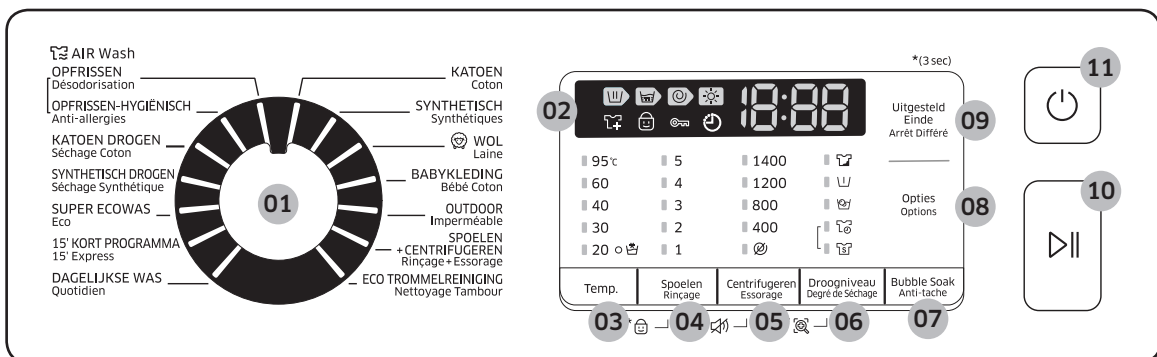 AIR Wash
OPFRISSEN
Désodorisation
OPFRISSEN-HYGIËNISCH
Anti-allergies
KATOEN DROGEN
Séchage Coton
SYNTHETISCH DROGEN
Séchage Synthétique
SUPER ECOWAS
Eco
15' KORT PROGRAMMA
15' Express
DAGELIJKSE WAS
Quotidien
01
KATOEN
Coton
SYNTHETISCH
Synthétiques
WOL
Laine
BABYKLEDING
Bébé Coton
OUTDOOR
Imperméable
SPOELEN
+CENTRIFUGEREN
Rinçage+Essorage
ECO TROMMELREINIGING
Nettoyage Tambour
02
18:88
95℃ 5 1400
60 4 1200
40 3 800
30 2 400
20 1
Temp.
Spoelen
Rinçage
Centrifugeren
Essorage
Droogniveau
Degré de Séchage
Bubble Soak
Anti-tache
03 * 04 05 06 07
*(3 sec)
Uitgesteld
Einde
Arrêt Différé
09
Opties
Options
08
11
10